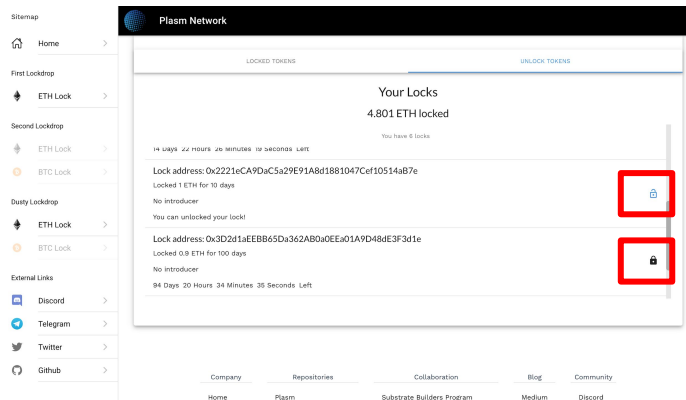 Sitemap
Plasm Network
Home
First Lockdrop
ETH Lock
Second Lockdrop
ETH Lock
BTC Lock
Dusty Lockdrop
ETH Lock
BTC Lock
External Links
Discord
Telegram
Twitter
Github
LOCKED TOKENS
UNLOCK TOKENS
Your Locks
4.801 ETH locked
You have 6 locks
14 Days 22 Hours 26 Minutes 19 Seconds Left
Lock address: 0x2221eCA9DaC5a29E91A8d1881047Cef10514aB7e
Locked 1 ETH for 10 days
No introducer
You can unlocked your lock!
Lock address: 0x3D2d1aEEBB65Da362AB0a0EEa01A9D48dE3F3d1e
Locked 0.9 ETH for 100 days
No introducer
94 Days 20 Hours 34 Minutes 35 Seconds Left
Company
Repositories
Collaboration
Blog
Community
Home
Plasm
Substrate Builders Program
Medium
Discord